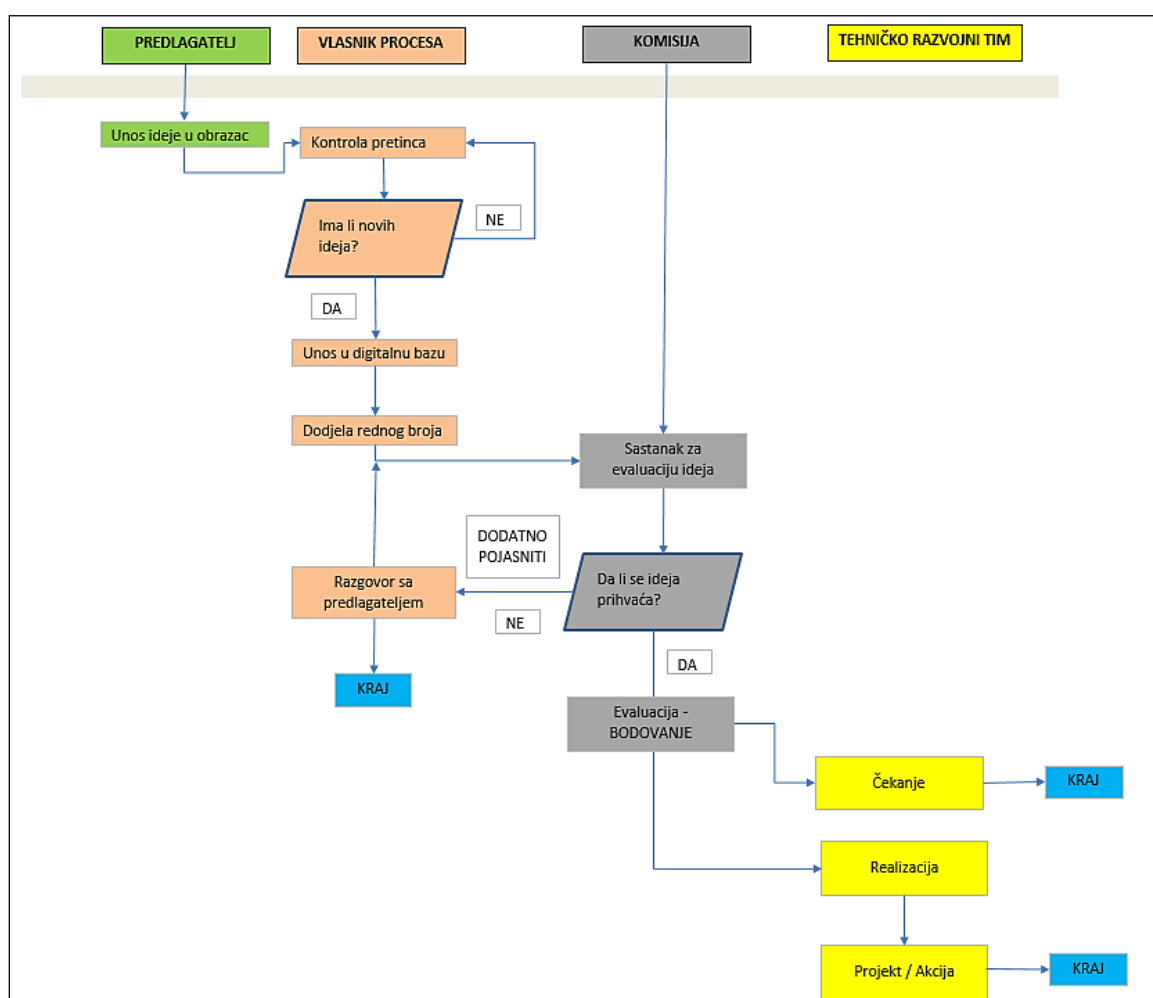 PREDLAGATELJ
VLASNIK PROCESA
KOMISIJA
TEHNIČKO RAZVOJNI TIM
Unos ideje u obrazac
Kontrola pretinca
Ima li novih
ideja?
NE
DA
Unos u digitalnu bazu
Dodjela rednog broja
Sastanak za
evaluaciju ideja
DODATNO
POJASNITI
Da li se ideja
prihvaća?
Razgovor sa
predlagateljem
NE
DA
KRAJ
Evaluacija -
BODOVANJE
Čekanje
KRAJ
Realizacija
Projekt / Akcija
KRAJ